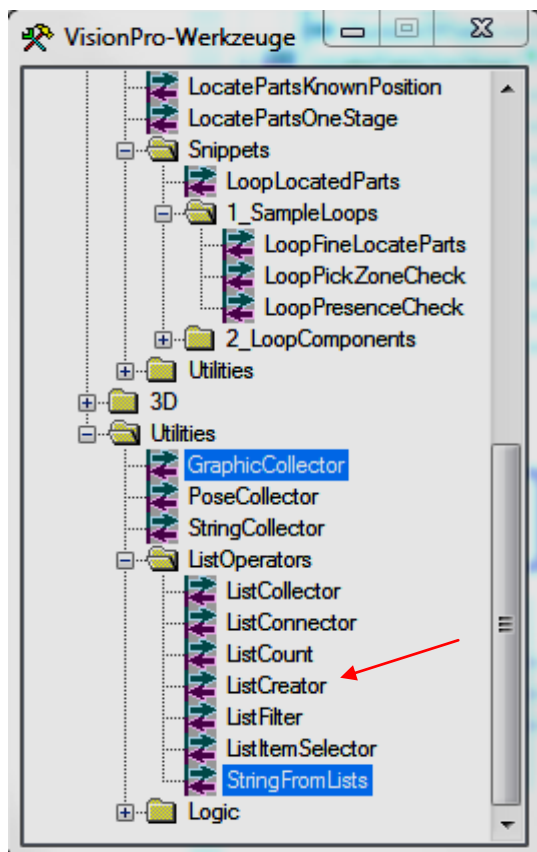 VisionPro-Werkzeuge
LocatePartsKnownPosition
LocatePartsOneStage
Snippets
LoopLocatedParts
1_SampleLoops
LoopFineLocateParts
LoopPickZoneCheck
LoopPresenceCheck
2_LoopComponents
Utilities
3D
Utilities
GraphicCollector
PoseCollector
StringCollector
ListOperators
ListCollector
ListConnector
ListCount
ListCreator
ListFilter
ListItemSelector
StringFromLists
Logic